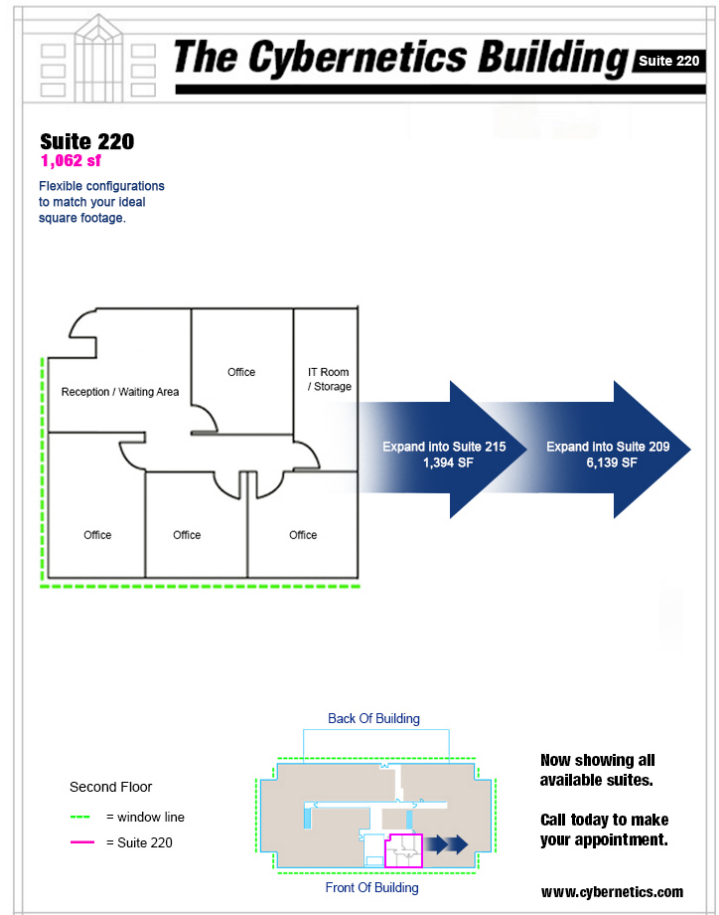 The Cybernetics Building
Suite 220
Suite 220
1,062 sf
Flexible configurations
to match your ideal
square footage.
Reception / Waiting Area
Office
IT Room
/ Storage
Expand into Suite 215
1,394 SF
Expand into Suite 209
6,139 SF
Office
Office
Office
Back Of Building
Second Floor
= window line
= Suite 220
Front Of Building
Now showing all
available suites.
Call today to make
your appointment.
www.cybernetics.com